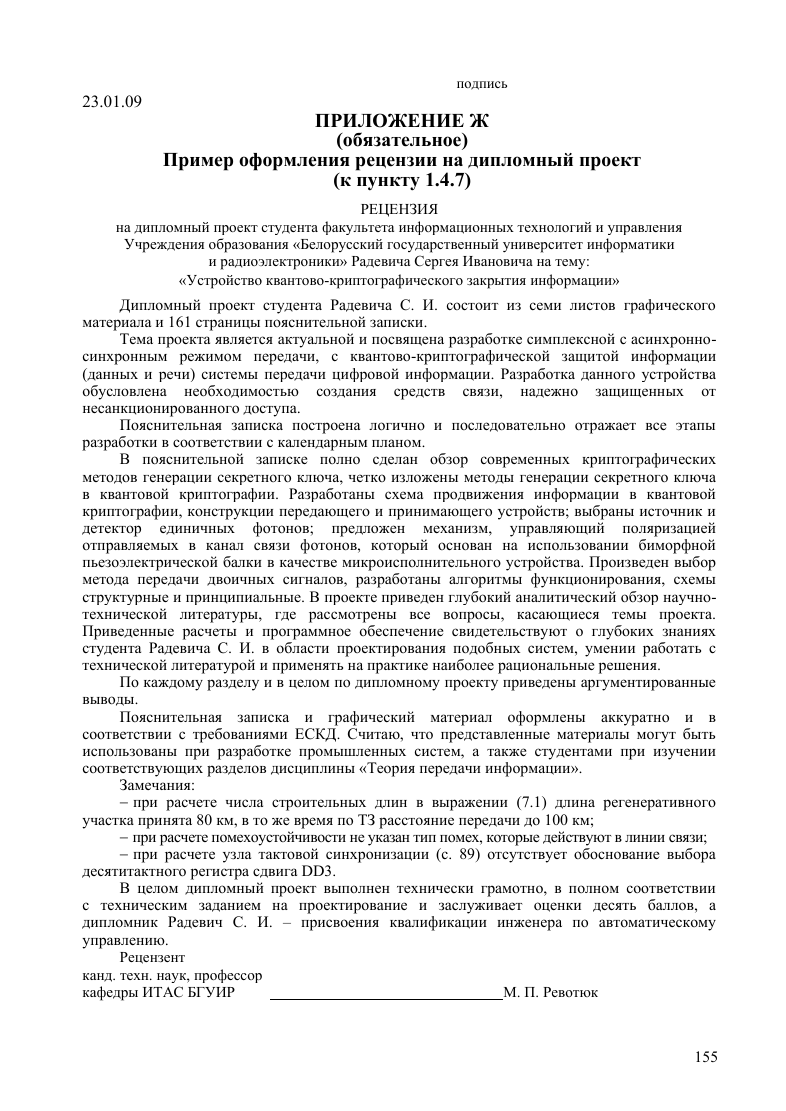 подпись
23.01.09
ПРИЛОЖЕНИЕ Ж
(обязательное)
Пример оформления рецензии на дипломный проект
(к пункту 1.4.7)
РЕЦЕНЗИЯ
на дипломный проект студента факультета информационных технологий и управления
Учреждения образования «Белорусский государственный университет информатики
и радиоэлектроники» Радевича Сергея Ивановича на тему:
«Устройство квантово-криптографического закрытия информации»
Дипломный проект студента Радевича С. И. состоит из семи листов графического
материала и 161 страницы пояснительной записки.
Тема проекта является актуальной и посвящена разработке симплексной с асинхронно-
синхронным режимом передачи, с квантово-криптографической защитой информации
(данных и речи) системы передачи цифровой информации. Разработка данного устройства
обусловлена необходимостью создания средств связи, надежно защищенных от
несанкционированного доступа.
Пояснительная записка построена логично и последовательно отражает все этапы
разработки в соответствии с календарным планом.
В пояснительной записке полно сделан обзор современных криптографических
методов генерации секретного ключа, четко изложены методы генерации секретного ключа
в квантовой криптографии. Разработаны схема продвижения информации в квантовой
криптографии, конструкции передающего и принимающего устройств; выбраны источник и
детектор единичных фотонов; предложен механизм, управляющий поляризацией
отправляемых в канал связи фотонов, который основан на использовании биморфной
пьезоэлектрической балки в качестве микроисполнительного устройства. Произведен выбор
метода передачи двоичных сигналов, разработаны алгоритмы функционирования, схемы
структурные и принципиальные. В проекте приведен глубокий аналитический обзор научно-
технической литературы, где рассмотрены все вопросы, касающиеся темы проекта.
Приведенные расчеты и программное обеспечение свидетельствуют о глубоких знаниях
студента Радевича С. И. в области проектирования подобных систем, умении работать с
технической литературой и применять на практике наиболее рациональные решения.
По каждому разделу и в целом по дипломному проекту приведены аргументированные
выводы.
Пояснительная записка и графический материал оформлены аккуратно и в
соответствии с требованиями ЕСКД. Считаю, что представленные материалы могут быть
использованы при разработке промышленных систем, а также студентами при изучении
соответствующих разделов дисциплины «Теория передачи информации».
Замечания:
– при расчете числа строительных длин в выражении (7.1) длина регенеративного
участка принята 80 км, в то же время по ТЗ расстояние передачи до 100 км;
– при расчете помехоустойчивости не указан тип помех, которые действуют в линии связи;
– при расчете узла тактовой синхронизации (с. 89) отсутствует обоснование выбора
десятитактного регистра сдвига DD3.
В целом дипломный проект выполнен технически грамотно, в полном соответствии
с техническим заданием на проектирование и заслуживает оценки десять баллов, а
дипломник Радевич С. И. – присвоения квалификации инженера по автоматическому
управлению.
Рецензент
канд. техн. наук, профессор
кафедры ИТАС БГУИР М. П. Ревотюк
155